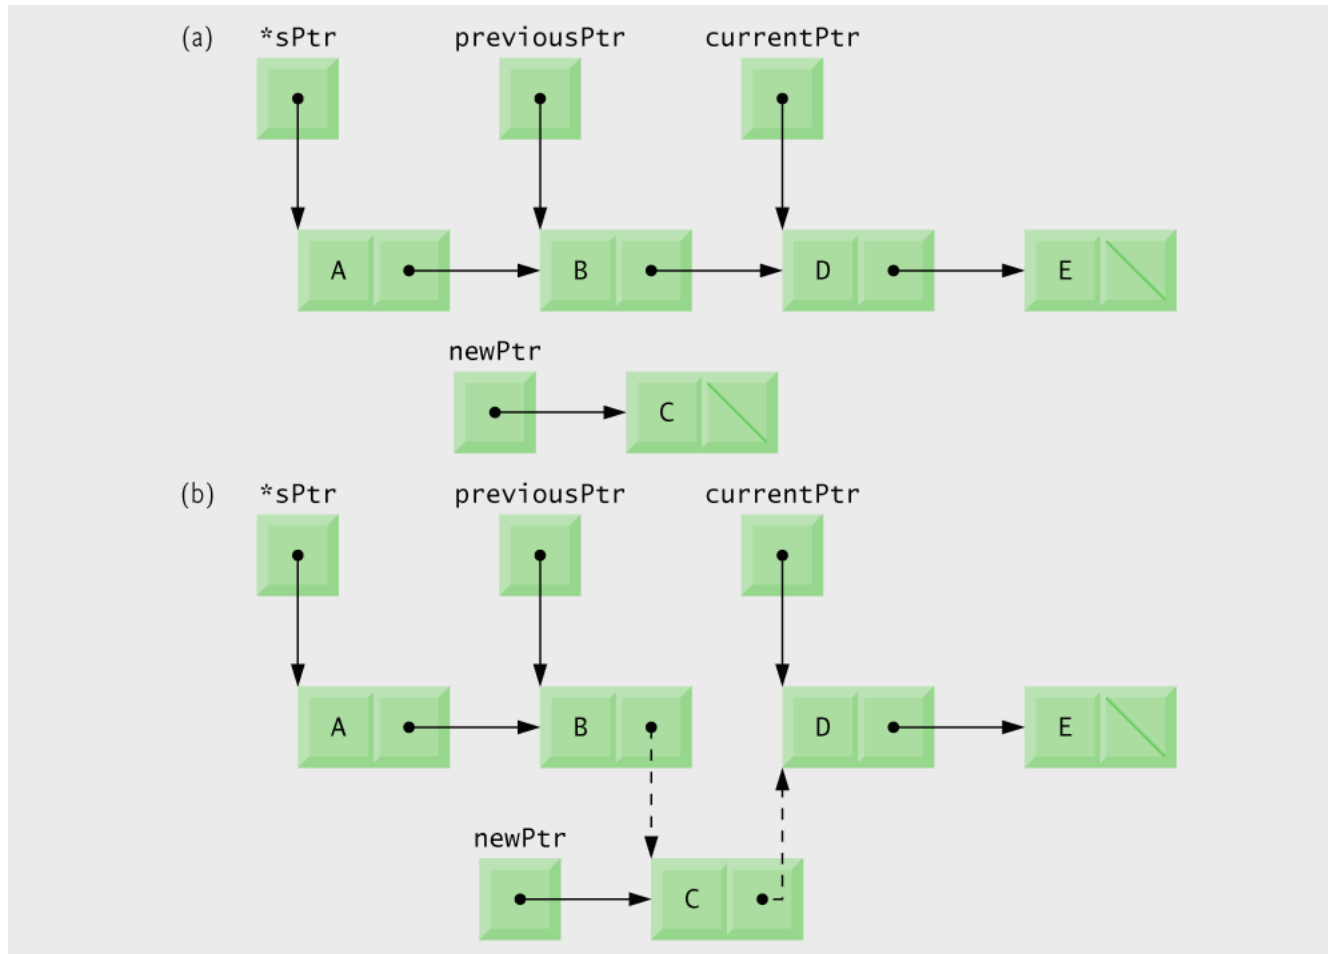 (a) *sPtr previousPtr currentPtr
A B D E
newPtr
C
(b) *sPtr previousPtr currentPtr
A B D E
newPtr
C